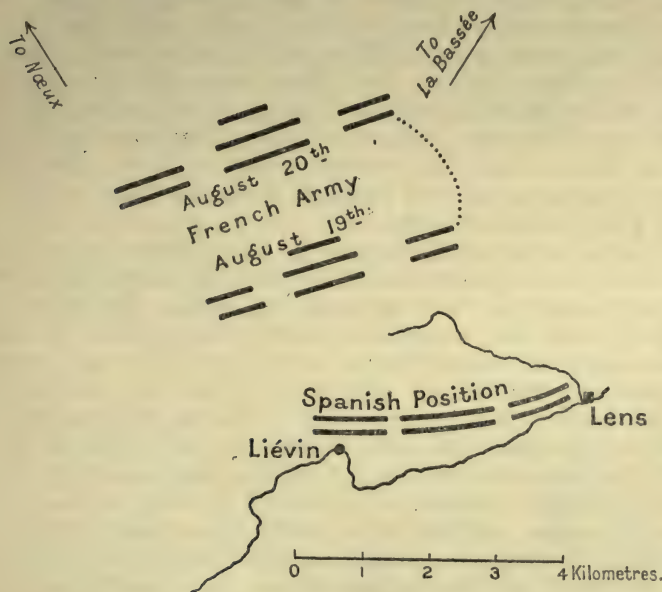 To Nœux
To
La Bassée
August 20th
French Army
August 19th.
Spanish Position
Lens
Liévin
0 1 2 3 4 Kilometres.